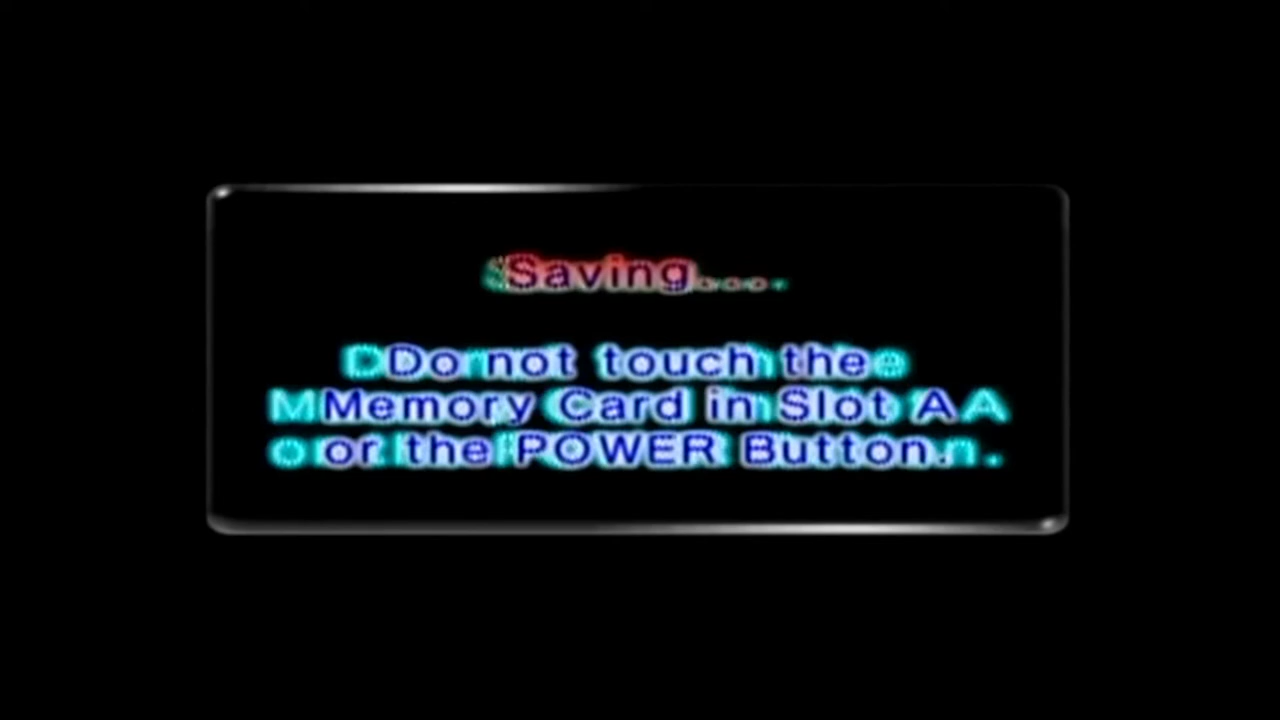 Saving....
Do not touch the
Memory Card in Slot A
or the POWER Button.